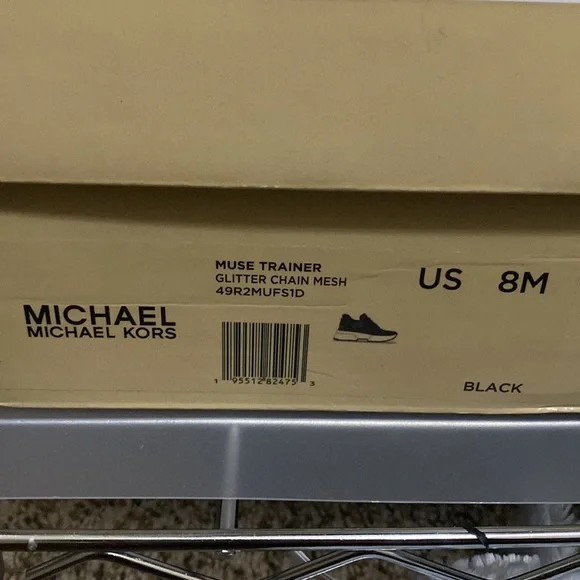 MUSE TRAINER
GLITTER CHAIN MESH
49R2MUFS1D
US 8M
MICHAEL
MICHAEL KORS
1 95512 82475 3
BLACK